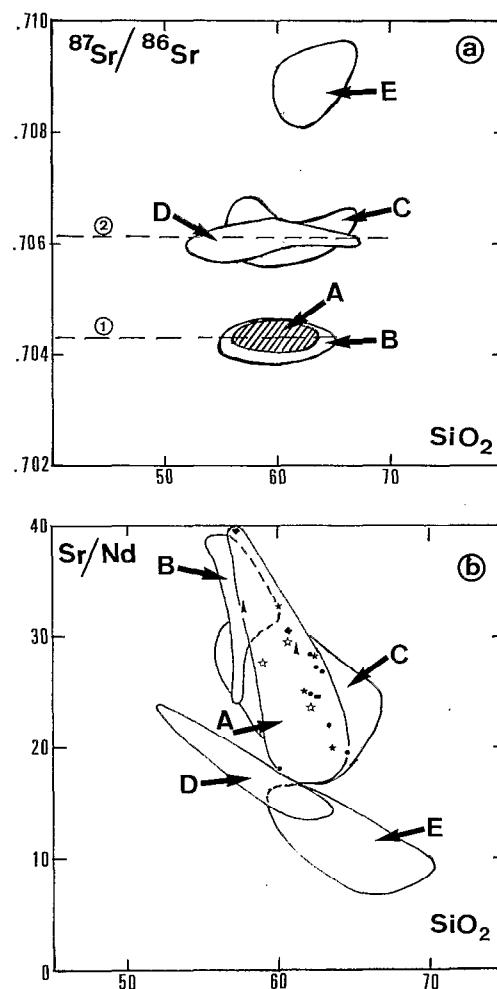 .710
87Sr/86Sr
ⓐ
E
.708
D
C
②
.706
A
①
B
.704
SiO2
.702
50 60 70
40
Sr/Nd
ⓑ
B
30
C
20
A
D
E
10
SiO2
0
50 60 70